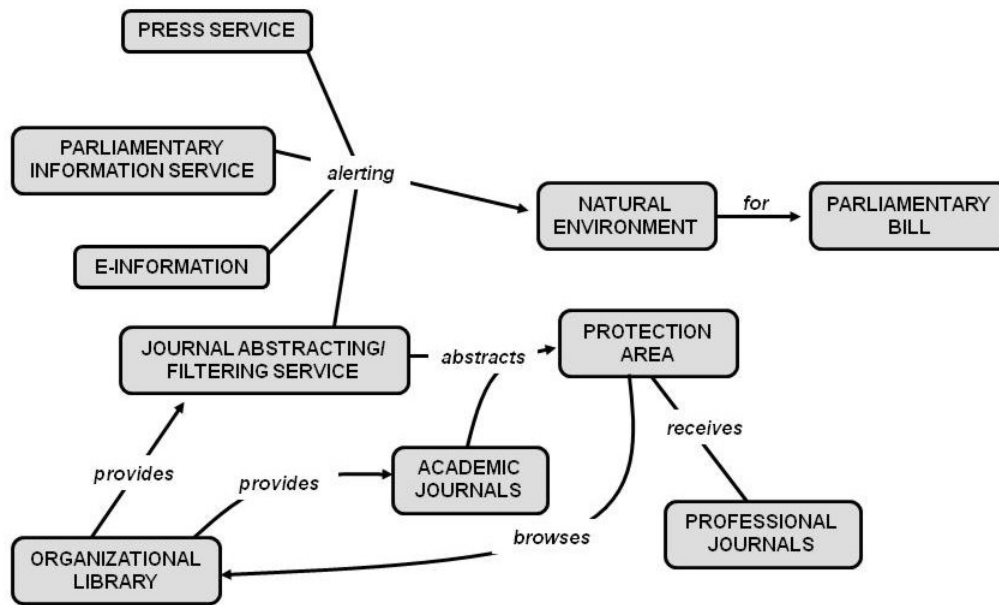 PRESS SERVICE
PARLIAMENTARY
INFORMATION SERVICE
alerting
NATURAL
ENVIRONMENT
for
PARLIAMENTARY
BILL
E-INFORMATION
JOURNAL ABSTRACTING/
FILTERING SERVICE
abstracts
PROTECTION
AREA
receives
provides
provides
ACADEMIC
JOURNALS
PROFESSIONAL
JOURNALS
browses
ORGANIZATIONAL
LIBRARY